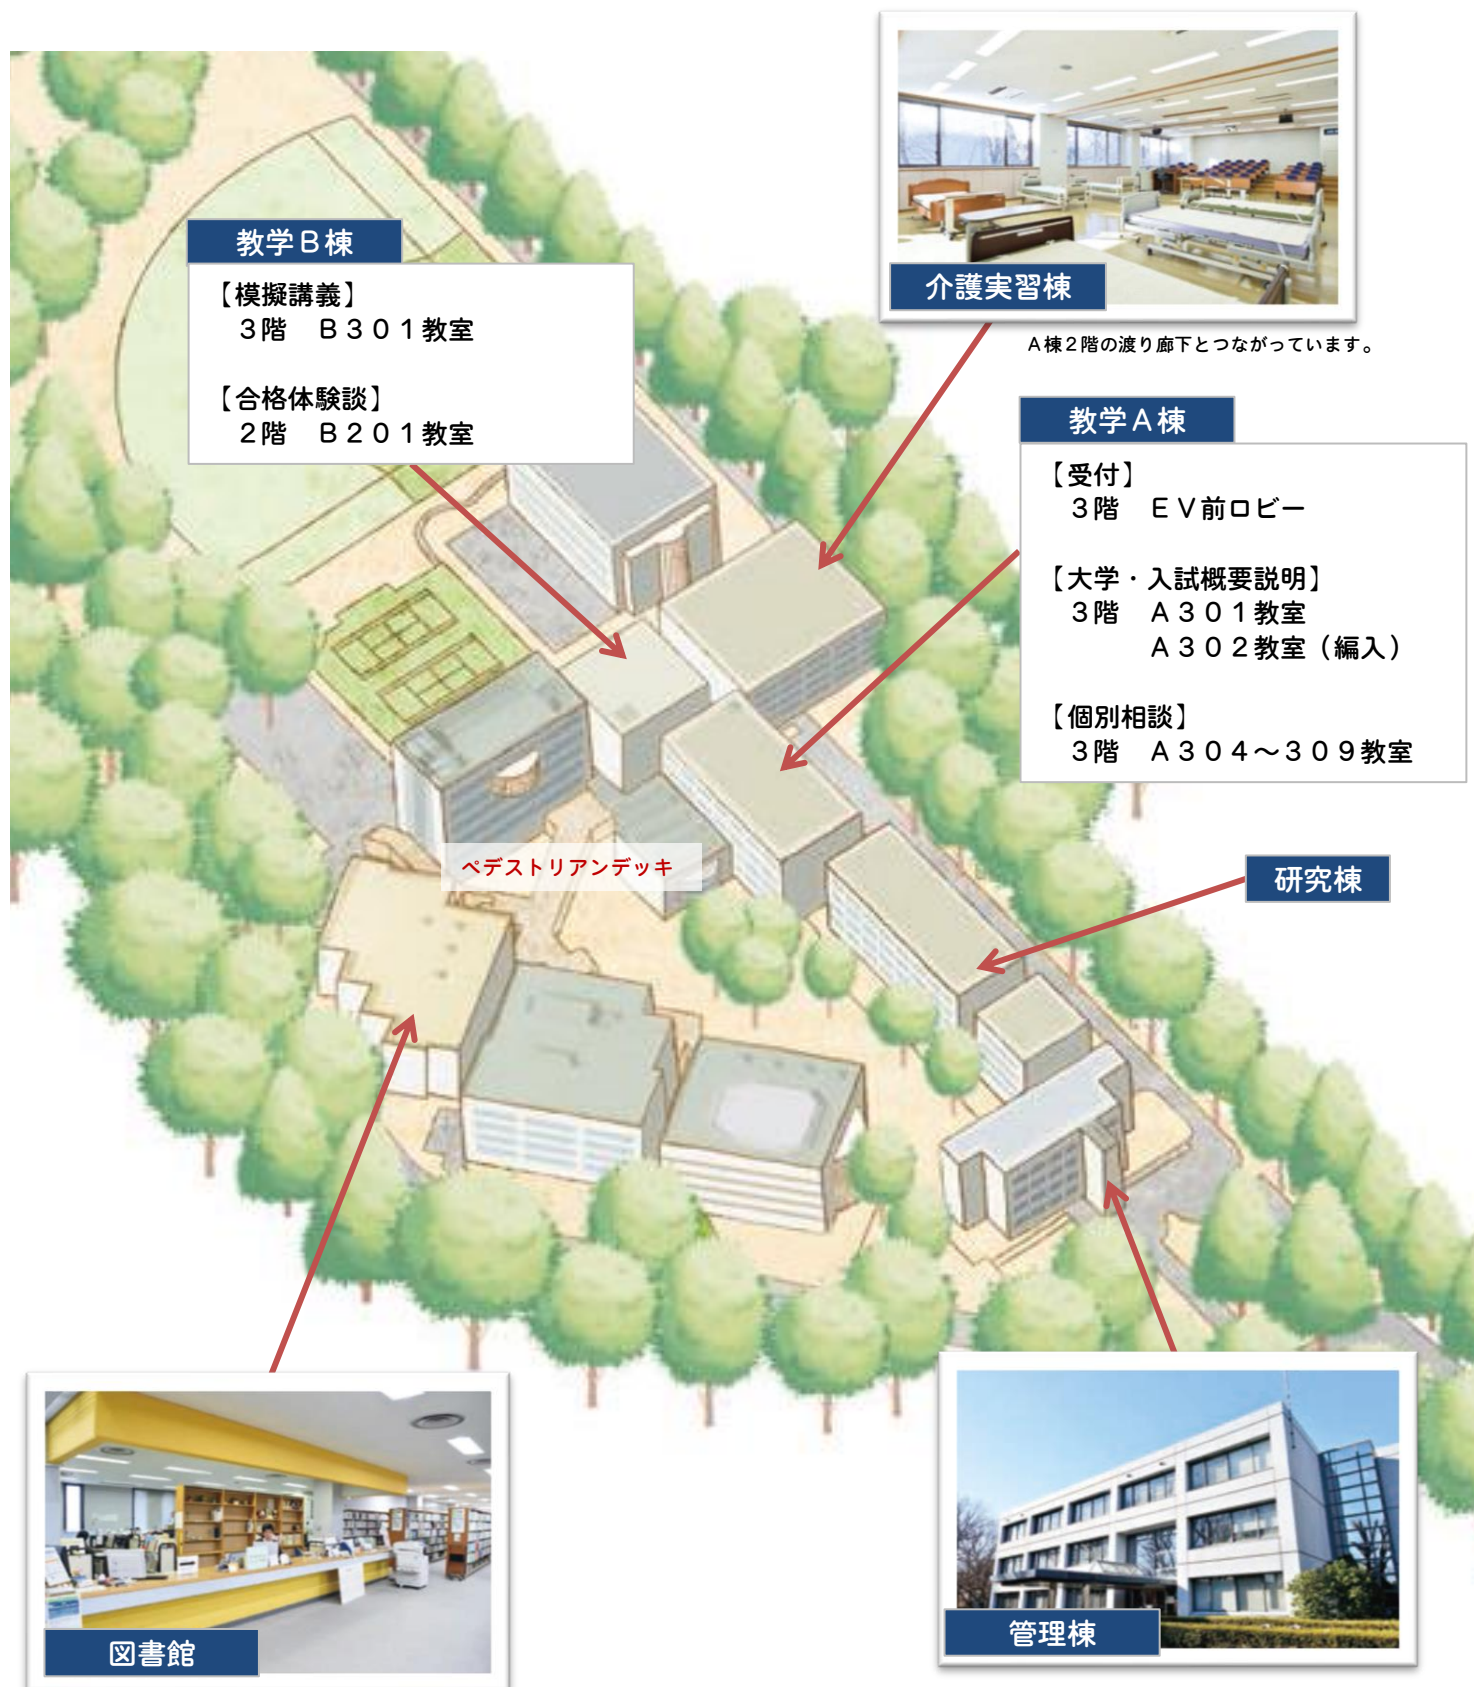 教学Ｂ棟
【模擬講義】
３階　Ｂ３０１教室
【合格体験談】
２階　Ｂ２０１教室
介護実習棟
Ａ棟２階の渡り廊下とつながっています。
教学Ａ棟
【受付】
３階　ＥＶ前ロビー
【大学・入試概要説明】
３階　Ａ３０１教室
Ａ３０２教室（編入）
【個別相談】
３階　Ａ３０４～３０９教室
ペデストリアンデッキ
研究棟
図書館
管理棟